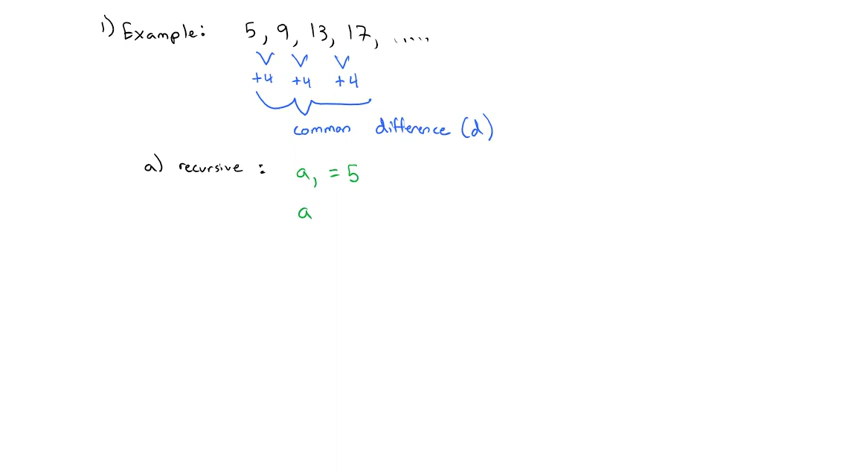 1) Example: 5, 9, 13, 17, .....
+4 +4 +4
common difference (d)
a) recursive : a₁ = 5
a